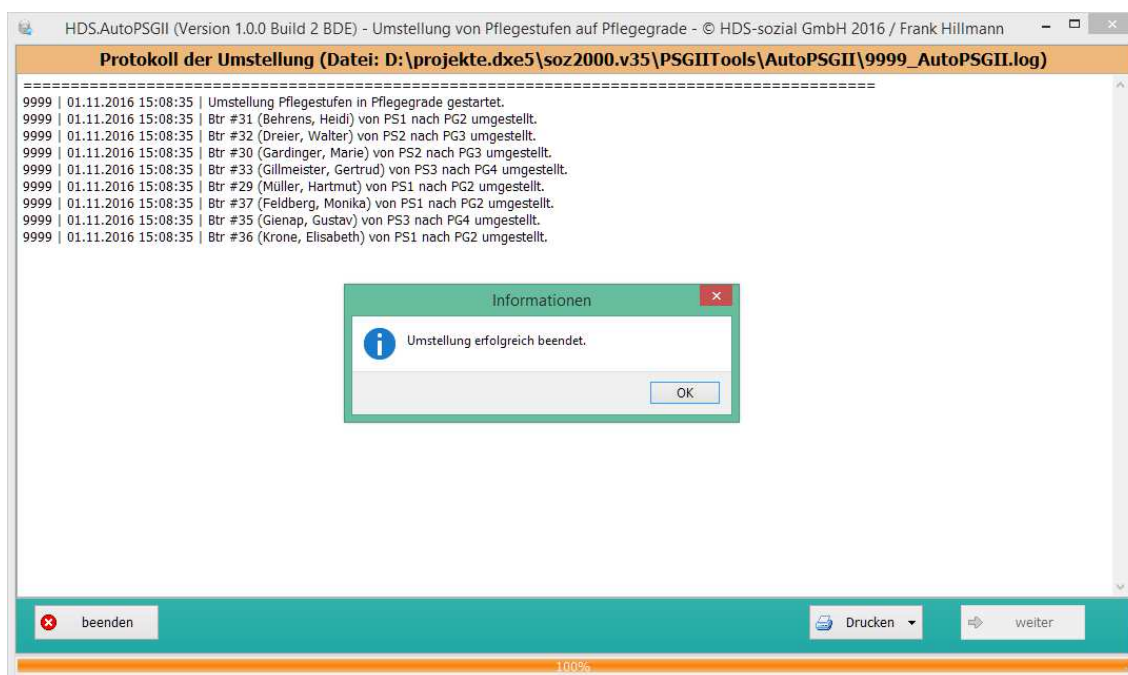 HDS.AutoPSGII (Version 1.0.0 Build 2 BDE) - Umstellung von Pflegestufen auf Pflegegrade - © HDS-sozial GmbH 2016 / Frank Hillmann
Protokoll der Umstellung (Datei: D:\projekte.dxe5\soz2000.v35\PSGIITools\AutoPSGII\9999_AutoPSGII.log)
===========================================================================================
9999 | 01.11.2016 15:08:35 | Umstellung Pflegestufen in Pflegegrade gestartet.
9999 | 01.11.2016 15:08:35 | Btr #31 (Behrens, Heidi) von PS1 nach PG2 umgestellt.
9999 | 01.11.2016 15:08:35 | Btr #32 (Dreier, Walter) von PS2 nach PG3 umgestellt.
9999 | 01.11.2016 15:08:35 | Btr #30 (Gardinger, Marie) von PS2 nach PG3 umgestellt.
9999 | 01.11.2016 15:08:35 | Btr #33 (Gillmeister, Gertrud) von PS3 nach PG4 umgestellt.
9999 | 01.11.2016 15:08:35 | Btr #29 (Müller, Hartmut) von PS1 nach PG2 umgestellt.
9999 | 01.11.2016 15:08:35 | Btr #37 (Feldberg, Monika) von PS1 nach PG2 umgestellt.
9999 | 01.11.2016 15:08:35 | Btr #35 (Gienap, Gustav) von PS3 nach PG4 umgestellt.
9999 | 01.11.2016 15:08:35 | Btr #36 (Krone, Elisabeth) von PS1 nach PG2 umgestellt.
Informationen
Umstellung erfolgreich beendet.
OK
beenden
Drucken
weiter
100%